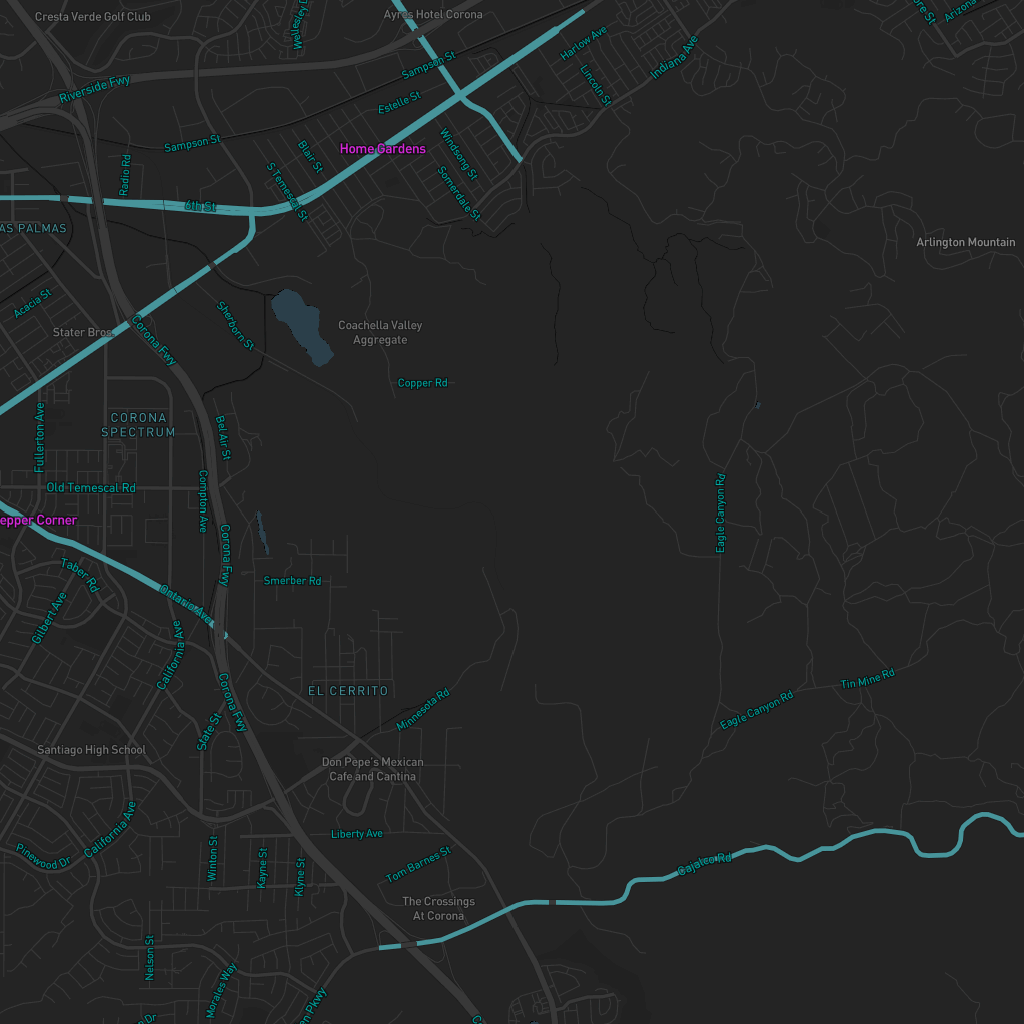 Cresta Verde Golf Club
Ayres Hotel Corona
Arizona
Harlow Ave
Indiana Ave
Sampson St
Riverside Fwy
Lincoln St
Estelle St
Sampson St
Blair St
Home Gardens
Windsong St
Radio Rd
S Temescal St
Somerdale St
6th St
AS PALMAS
Arlington Mountain
Acacia St
Stater Bros
Corona Fwy
Sherborn St
Coachella Valley
Aggregate
Copper Rd
CORONA
SPECTRUM
Fullerton Ave
Bel Air St
Old Temescal Rd
Compton Ave
Eagle Canyon Rd
epper Corner
Corona Fwy
Taber Rd
Smerber Rd
Ontario Ave
Gilbert Ave
California Ave
EL CERRITO
Tin Mine Rd
Corona Fwy
Minnesota Rd
Eagle Canyon Rd
State St
Santiago High School
Don Pepe's Mexican
Cafe and Cantina
California Ave
Liberty Ave
Pinewood Dr
Winton St
Kayne St
Klyne St
Tom Barnes St
Cajalco Rd
The Crossings
At Corona
Nelson St
Morales Way
Pkwy
Dr